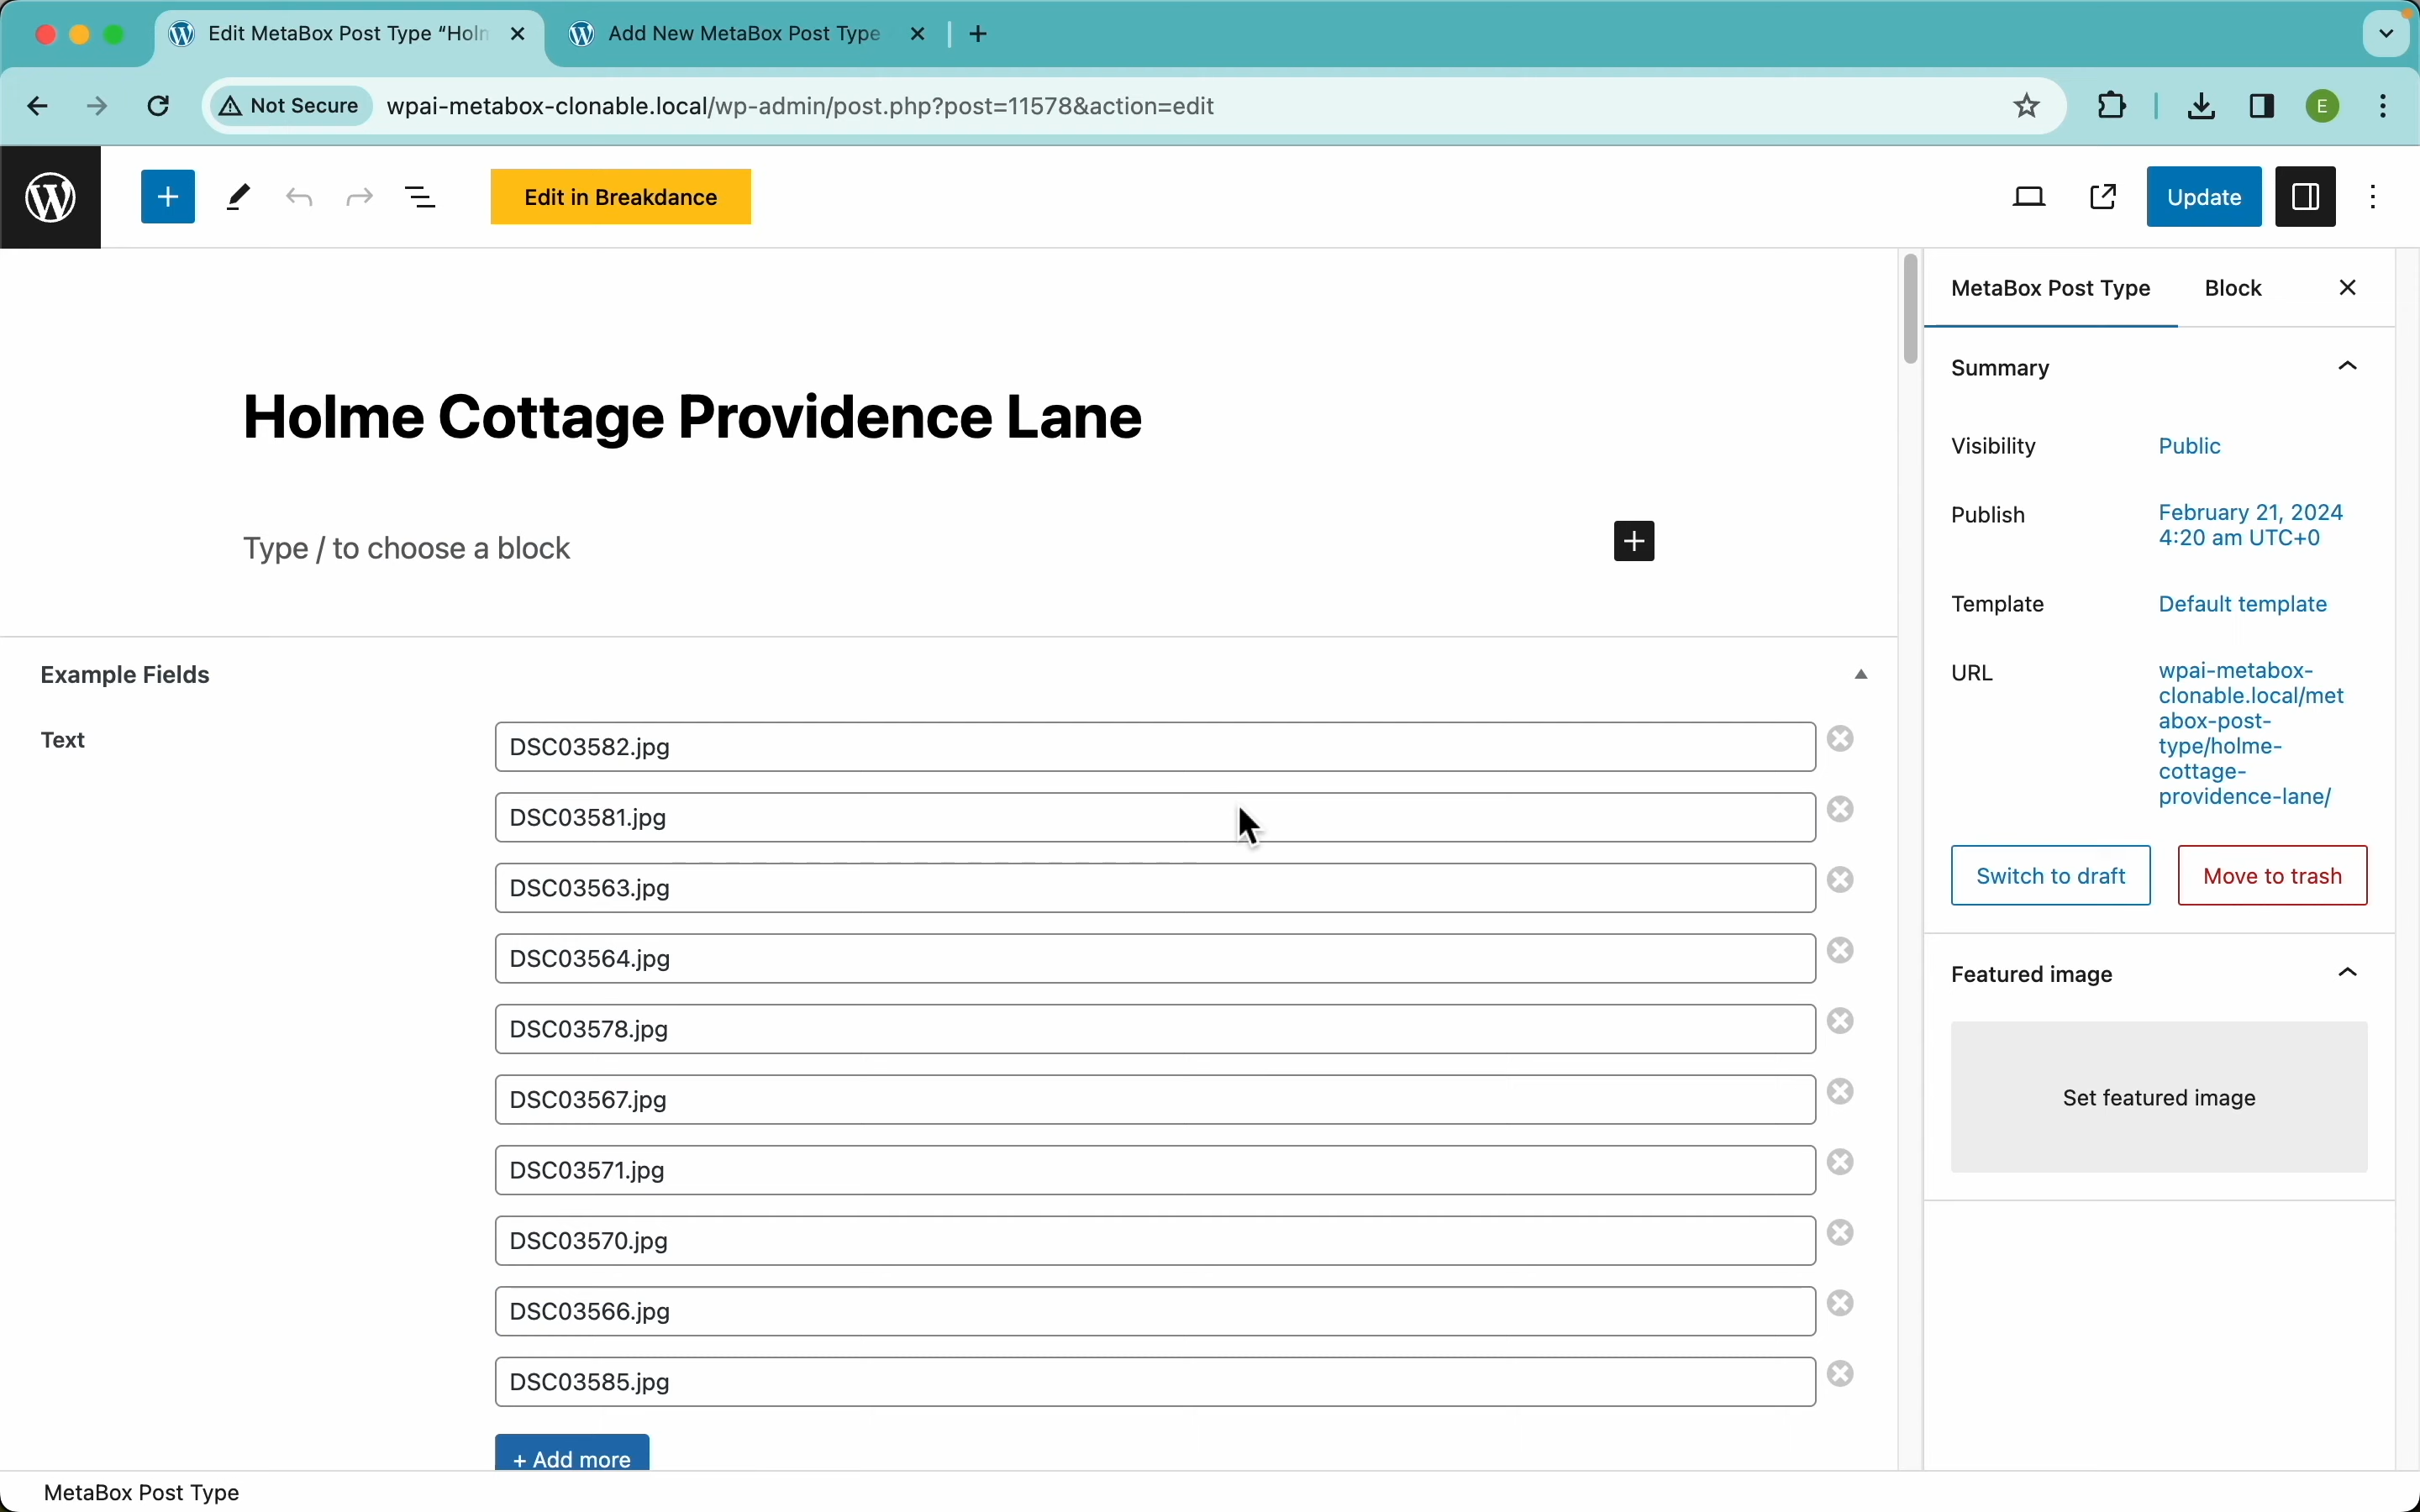 Edit MetaBox Post Type “Holm
Add New MetaBox Post Type
Not Secure
wpai-metabox-clonable.local/wp-admin/post.php?post=11578&action=edit
E
Edit in Breakdance
Update
Holme Cottage Providence Lane
Type / to choose a block
Example Fields
Text
DSC03582.jpg
DSC03581.jpg
DSC03563.jpg
DSC03564.jpg
DSC03578.jpg
DSC03567.jpg
DSC03571.jpg
DSC03570.jpg
DSC03566.jpg
DSC03585.jpg
+ Add more
MetaBox Post Type
Block
Summary
Visibility
Public
Publish
February 21, 2024
4:20 am UTC+0
Template
Default template
URL
wpai-metabox-
clonable.local/met
abox-post-
type/holme-
cottage-
providence-lane/
Switch to draft
Move to trash
Featured image
Set featured image
MetaBox Post Type